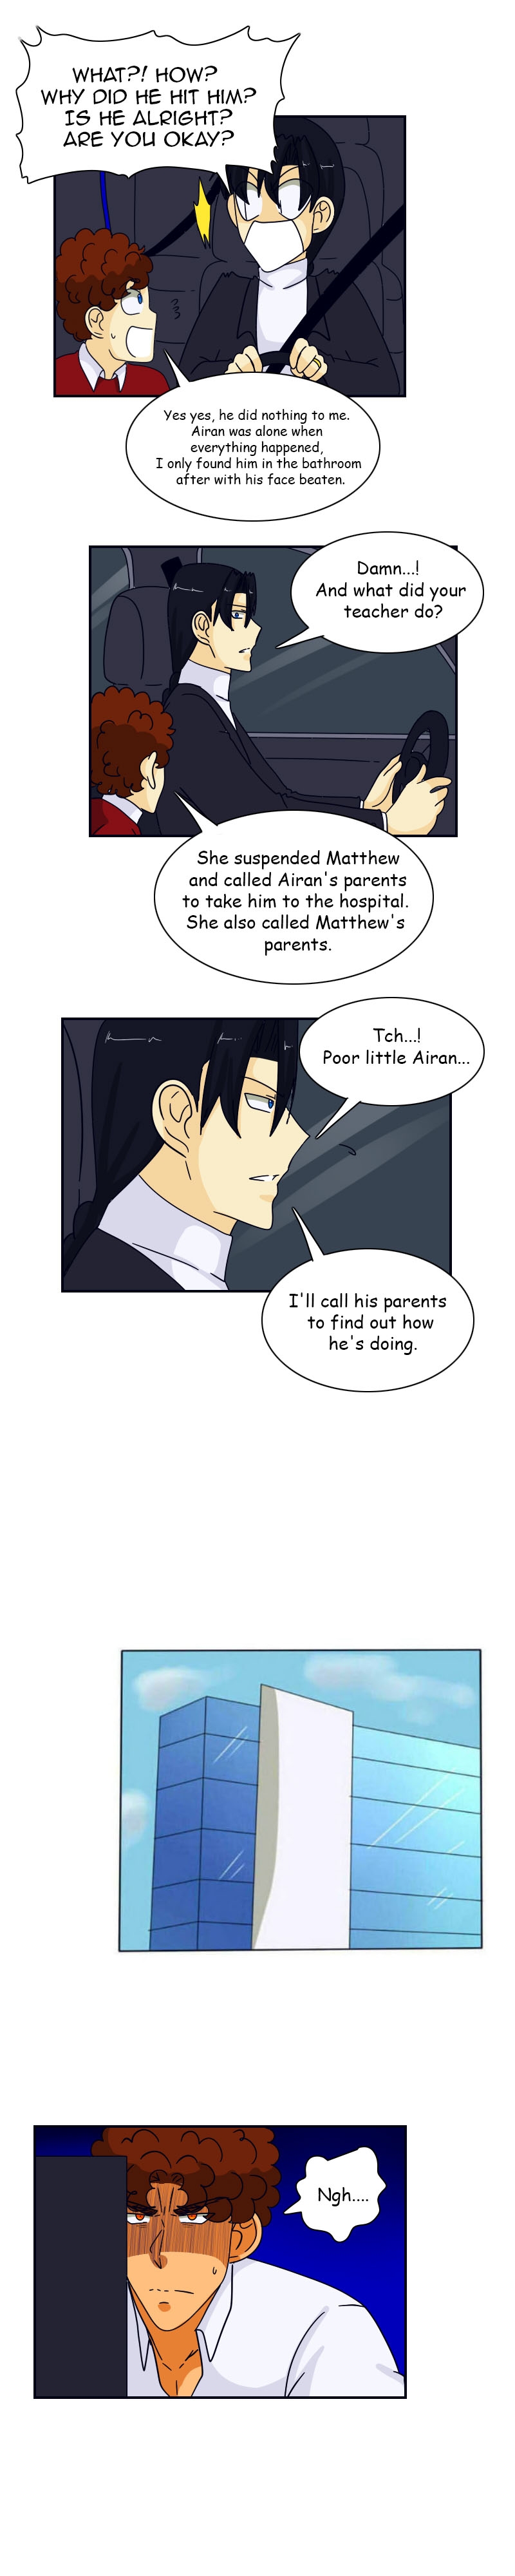 WHAT?! HOW?
WHY DID HE HIT HIM?
IS HE ALRIGHT?
ARE YOU OKAY?
Yes yes, he did nothing to me.
Airan was alone when
everything happened,
I only found him in the bathroom
after with his face beaten.
Damn...!
And what did your
teacher do?
She suspended Matthew
and called Airan's parents
to take him to the hospital.
She also called Matthew's
parents.
Tch...!
Poor little Airan...
I'll call his parents
to find out how
he's doing.
Ngh....